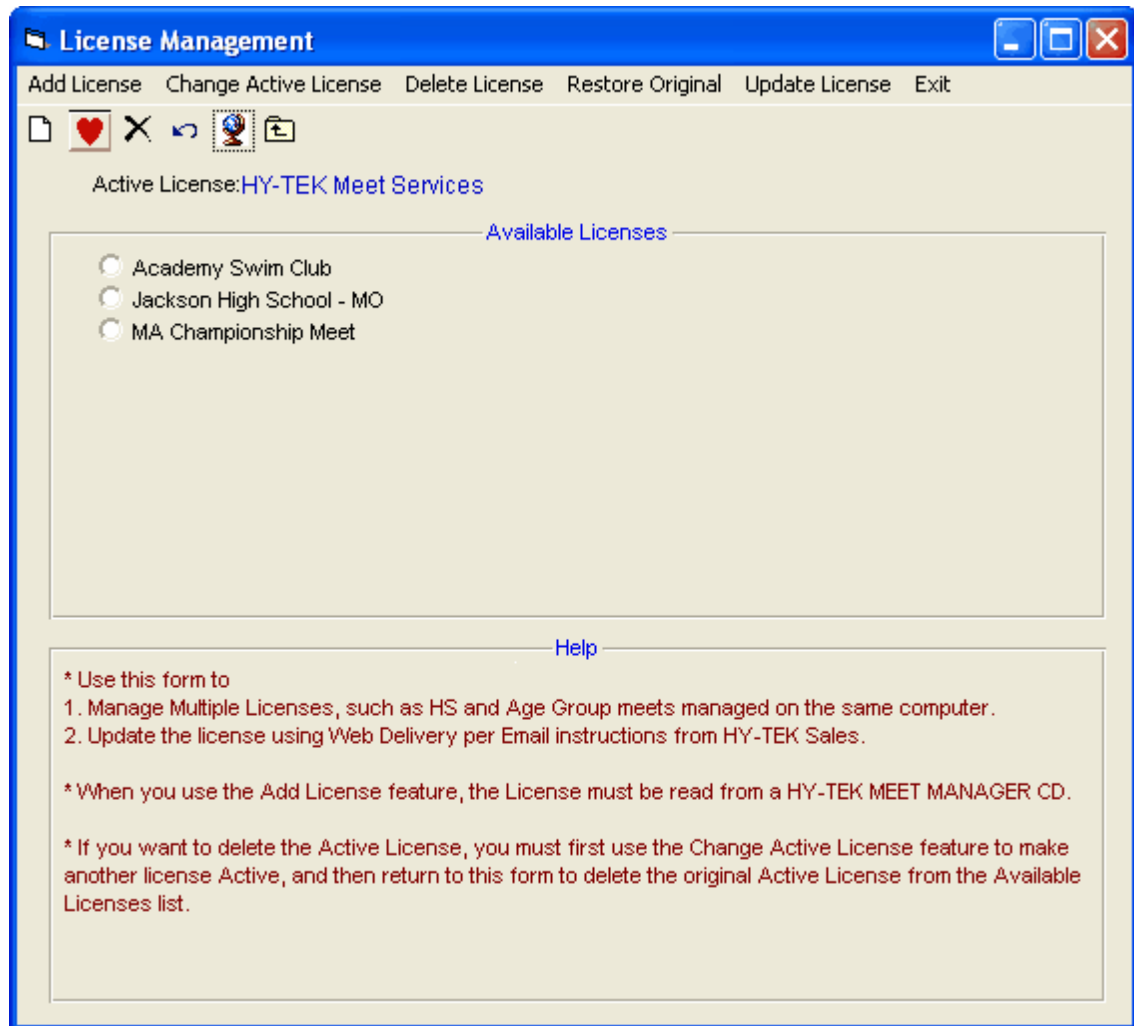 License Management
Add License Change Active License Delete License Restore Original Update License Exit
Active License:HY-TEK Meet Services
Available Licenses
Academy Swim Club
Jackson High School - MO
MA Championship Meet
Help
* Use this form to
1. Manage Multiple Licenses, such as HS and Age Group meets managed on the same computer.
2. Update the license using Web Delivery per Email instructions from HY-TEK Sales.
* When you use the Add License feature, the License must be read from a HY-TEK MEET MANAGER CD.
* If you want to delete the Active License, you must first use the Change Active License feature to make
another license Active, and then return to this form to delete the original Active License from the Available
Licenses list.